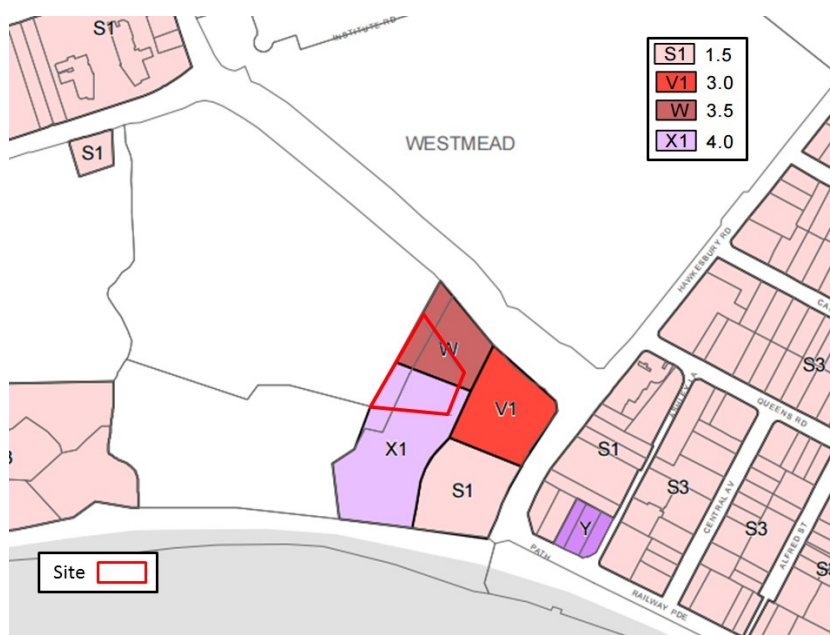 S1
INSTITUTE RD
S1 1.5
V1 3.0
W 3.5
X1 4.0
WESTMEAD
S1
HAWKESBURY RD
W
S3
V1
QUEENS RD
X1
S1
S1
S3
S3
Y
CENTRAL AV
ALFRED ST
PATH
RAILWAY PDE
Site